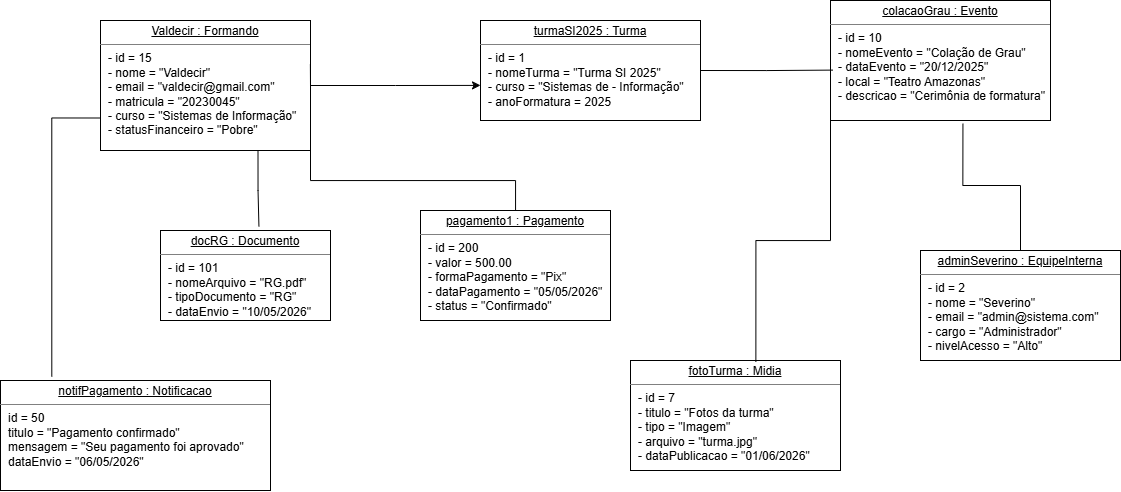 Valdecir : Formando
- id = 15
- nome = "Valdecir"
- email = "valdecir@gmail.com"
- matricula = "20230045"
- curso = "Sistemas de Informação"
- statusFinanceiro = "Pobre"
turmaSI2025 : Turma
- id = 1
- nomeTurma = "Turma SI 2025"
- curso = "Sistemas de - Informação"
- anoFormatura = 2025
colacaoGrau : Evento
- id = 10
- nomeEvento = "Colação de Grau"
- dataEvento = "20/12/2025"
- local = "Teatro Amazonas"
- descricao = "Cerimônia de formatura"
docRG : Documento
- id = 101
- nomeArquivo = "RG.pdf"
- tipoDocumento = "RG"
- dataEnvio = "10/05/2026"
pagamento1 : Pagamento
- id = 200
- valor = 500.00
- formaPagamento = "Pix"
- dataPagamento = "05/05/2026"
- status = "Confirmado"
adminSeverino : EquipeInterna
- id = 2
- nome = "Severino"
- email = "admin@sistema.com"
- cargo = "Administrador"
- nivelAcesso = "Alto"
notifPagamento : Notificacao
id = 50
titulo = "Pagamento confirmado"
mensagem = "Seu pagamento foi aprovado"
dataEnvio = "06/05/2026"
fotoTurma : Midia
- id = 7
- titulo = "Fotos da turma"
- tipo = "Imagem"
- arquivo = "turma.jpg"
- dataPublicacao = "01/06/2026"